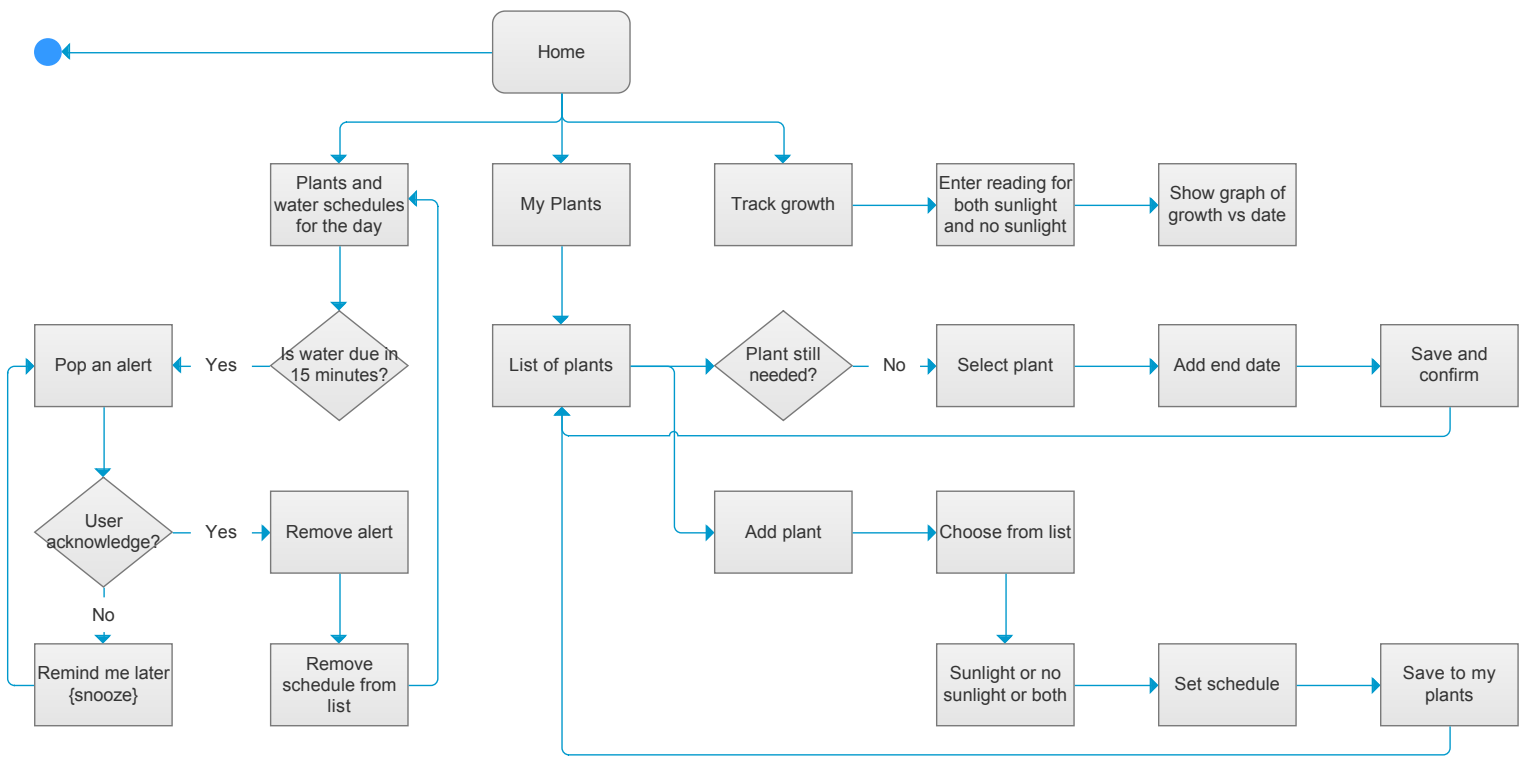 Home
Plants and
water schedules
for the day
My Plants
Track growth
Enter reading for
both sunlight
and no sunlight
Show graph of
growth vs date
Pop an alert
Yes
Is water due in
15 minutes?
List of plants
Plant still
needed?
No
Select plant
Add end date
Save and
confirm
User
acknowledge?
Yes
Remove alert
Add plant
Choose from list
No
Remind me later
{snooze}
Remove
schedule from
list
Sunlight or no
sunlight or both
Set schedule
Save to my
plants